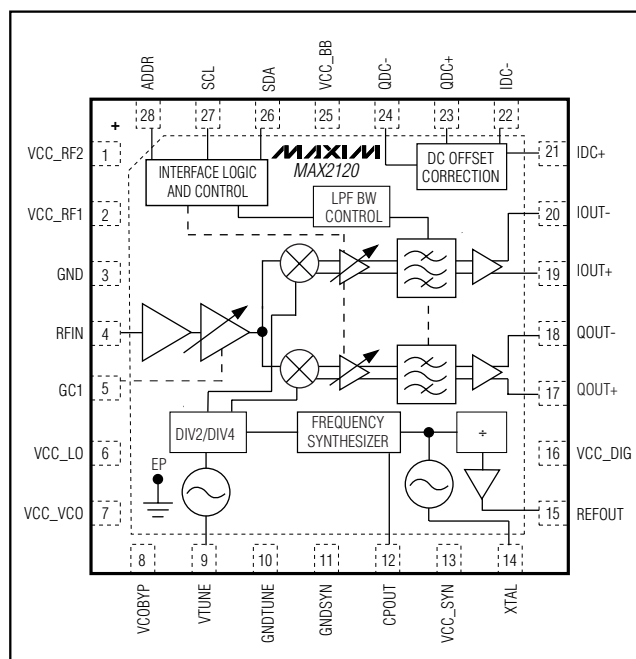 ADDR
SCL
SDA
VCC_BB
QDC-
QDC+
IDC-
28
27
26
25
24
23
22
+
VCC_RF2
1
MAXIM
MAX2120
INTERFACE LOGIC
AND CONTROL
DC OFFSET
CORRECTION
21
IDC+
LPF BW
CONTROL
VCC_RF1
2
20
IOUT-
GND
3
19
IOUT+
RFIN
4
18
QOUT-
GC1
5
17
QOUT+
DIV2/DIV4
FREQUENCY
SYNTHESIZER
÷
VCC_LO
6
16
VCC_DIG
EP
VCC_VCO
7
15
REFOUT
8
9
10
11
12
13
14
VCOBYP
VTUNE
GNDTUNE
GNDSYN
CPOUT
VCC_SYN
XTAL